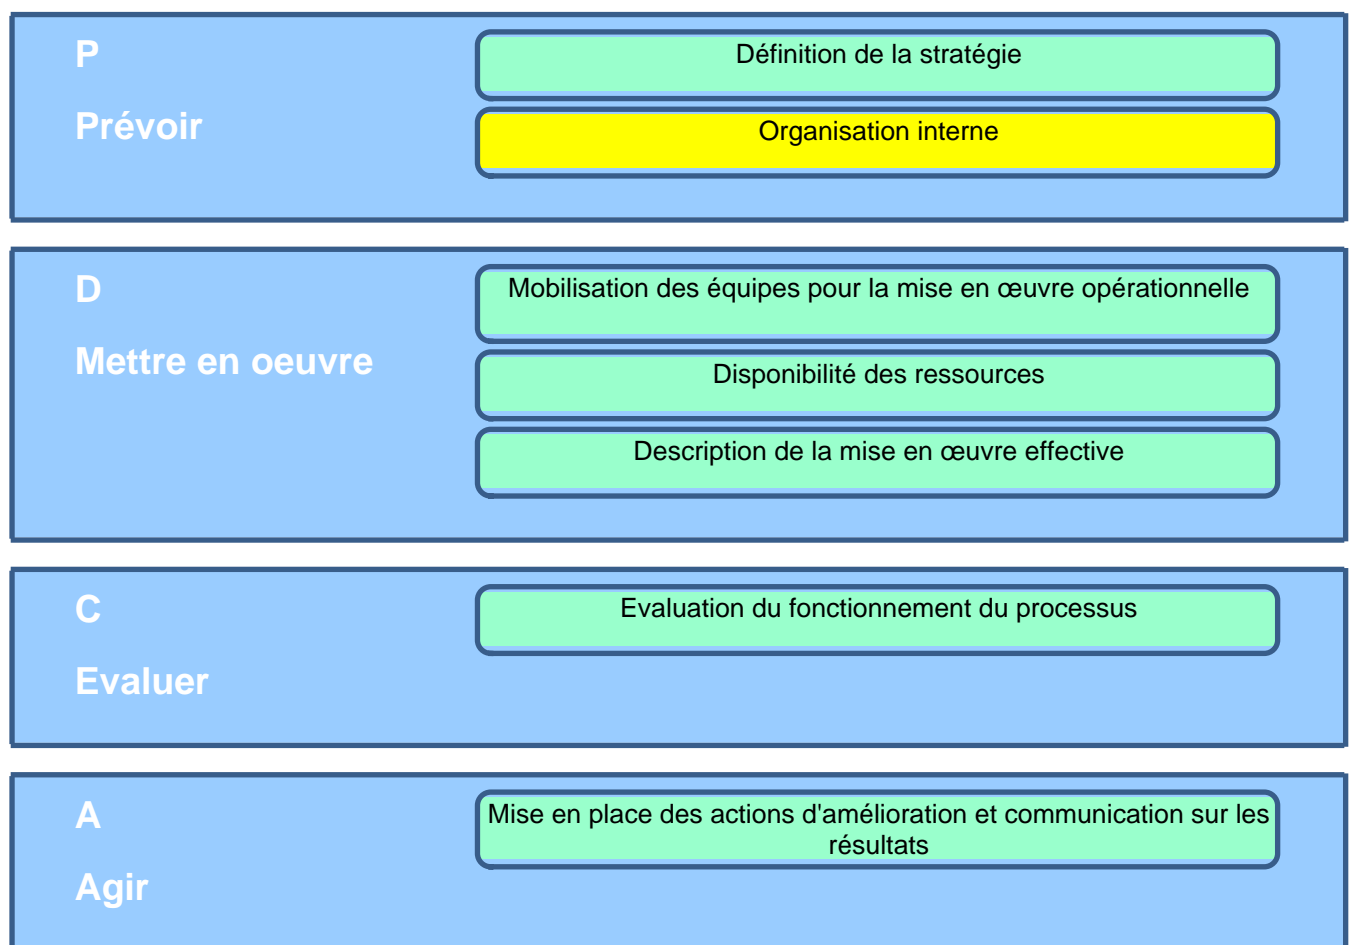 P
Définition de la stratégie
Prévoir
Organisation interne
D
Mobilisation des équipes pour la mise en œuvre opérationnelle
Mettre en oeuvre
Disponibilité des ressources
Description de la mise en œuvre effective
C
Evaluation du fonctionnement du processus
Evaluer
A
Mise en place des actions d'amélioration et communication sur les
résultats
Agir